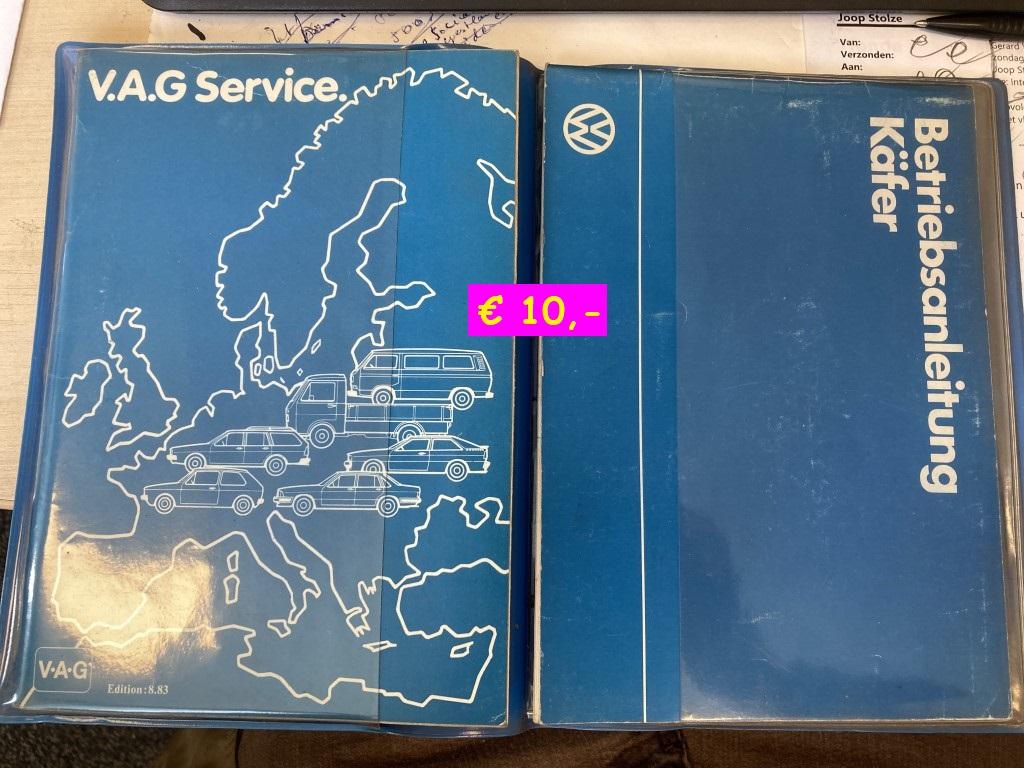 Joop Stolze
Van:
Verzonden:
Aan:
V.A.G Service.
Betriebsanleitung
Käfer
€ 10,-
V·A·G
Edition: 8.83